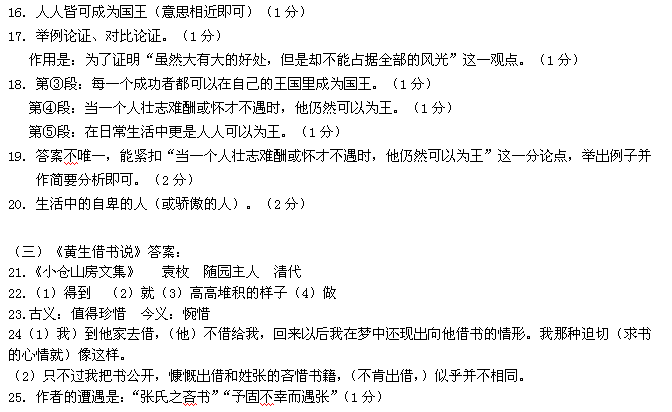 16. 人人皆可成为国王（意思相近即可）（1 分）
17. 举例论证、对比论证。（1 分）
作用是：为了证明“虽然大有大的好处，但是却不能占据全部的风光”这一观点。（1 分）
18. 第③段：每一个成功者都可以在自己的王国里成为国王。（1 分）
第④段：当一个人壮志难酬或怀才不遇时，他仍然可以为王。（1 分）
第⑤段：在日常生活中更是人人可以为王。（1 分）
19. 答案不唯一，能紧扣“当一个人壮志难酬或怀才不遇时，他仍然可以为王”这一分论点，举出例子并
作简要分析即可。（2 分）
20. 生活中的自卑的人（或骄傲的人）。（2 分）
（三）《黄生借书说》答案：
21.《小仓山房文集》 袁枚 随园主人 清代
22.（1）得到 （2）就（3）高高堆积的样子（4）做
23.古义：值得珍惜 今义：惋惜
24（1）我）到他家去借，（他）不借给我，回来以后我在梦中还现出向他借书的情形。我那种迫切（求书
的心情就）像这样。
（2）只不过我把书公开，慷慨出借和姓张的吝惜书籍，（不肯出借，）似乎并不相同。
25. 作者的遭遇是：“张氏之吝书”“子固不幸而遇张”（1 分）